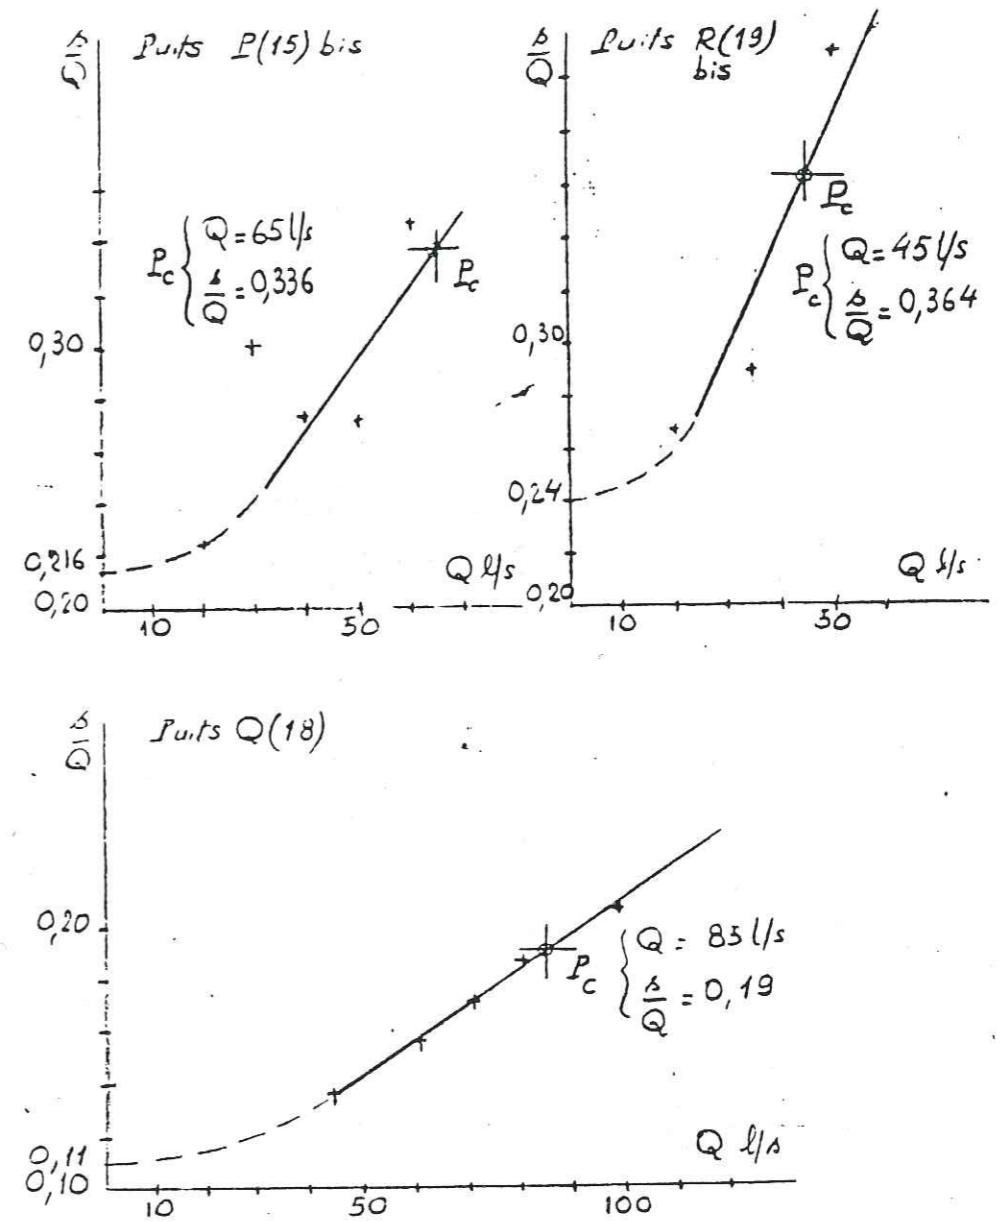 s/Q Puits P(15) bis
Pc { Q = 65 l/s
s/Q = 0,336
Pc
0,30
0,216
0,20
Q l/s
10 50
s/Q Puits R(19)
bis
Pc
Pc { Q = 45 l/s
s/Q = 0,364
0,30
0,24
0,20
Q l/s
10 50
s/Q Puits Q(18)
0,20
Pc { Q = 85 l/s
s/Q = 0,19
0,11
0,10
Q l/s
10 50 100